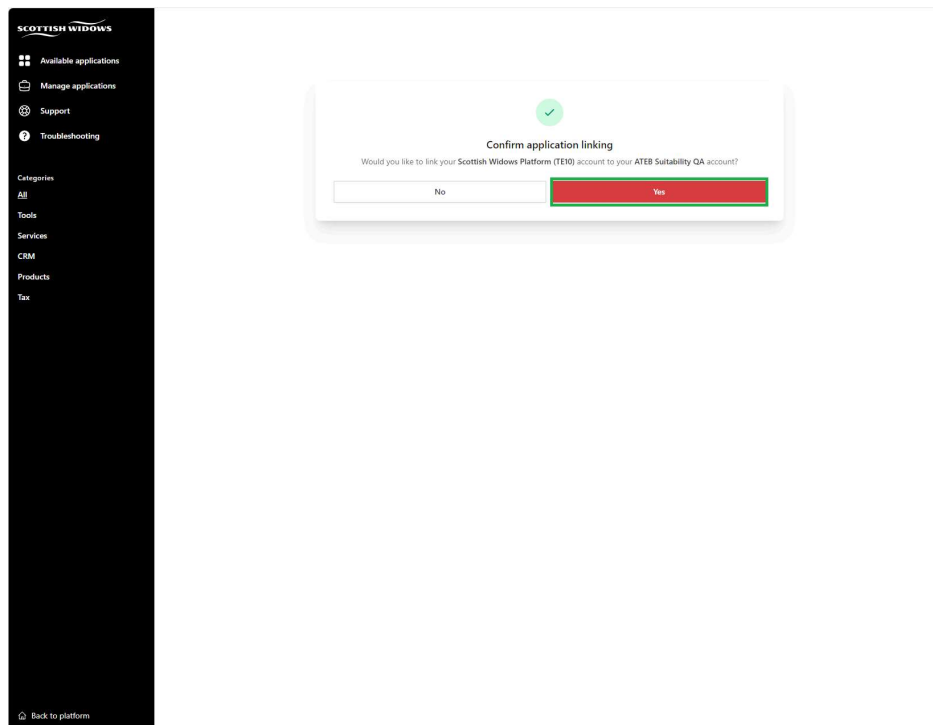 SCOTTISH WIDOWS
Available applications
Manage applications
Support
Troubleshooting
Categories
All
Tools
Services
CRM
Products
Tax
Back to platform
Confirm application linking
Would you like to link your Scottish Widows Platform (TE10) account to your ATEB Suitability QA account?
No
Yes